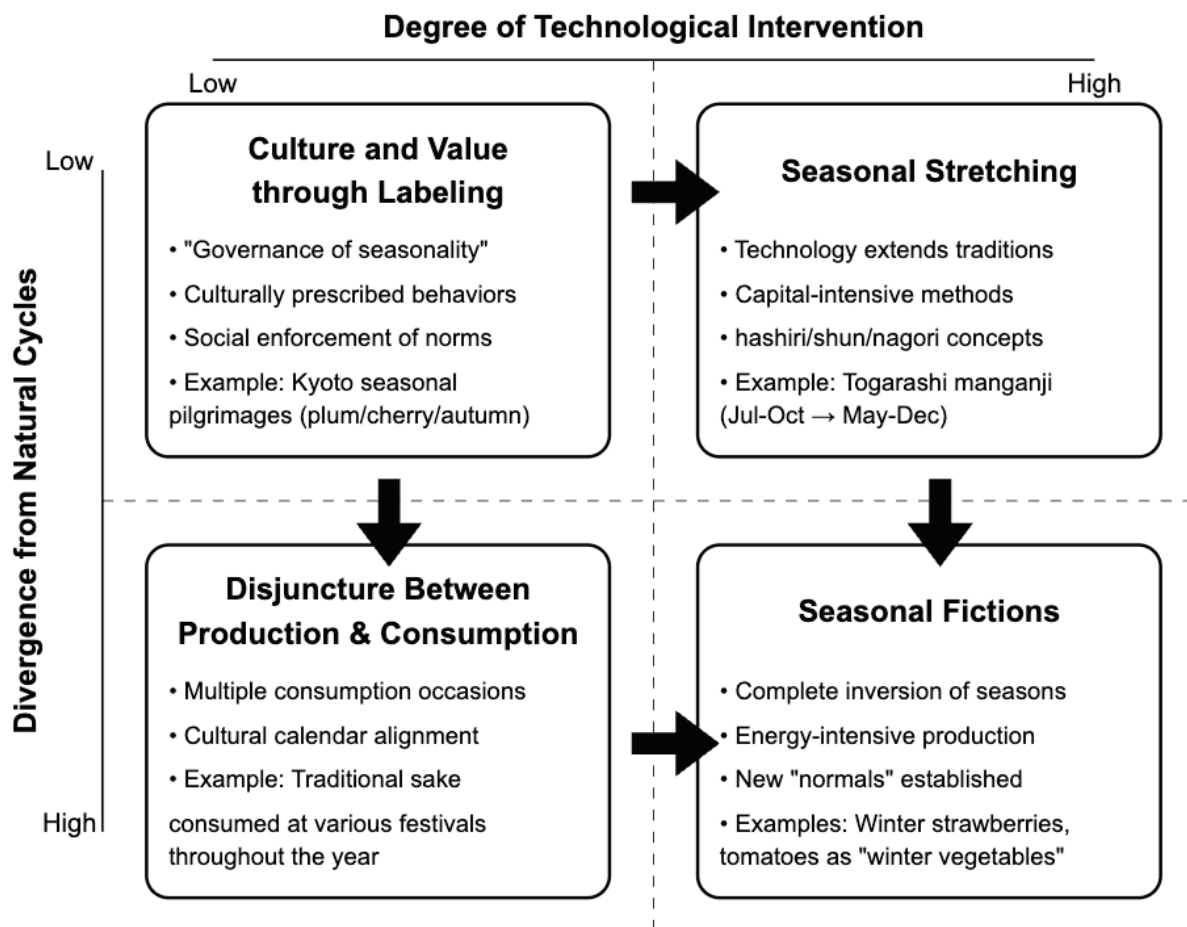 Degree of Technological Intervention
Low
High
Divergence from Natural Cycles
Low
High
Culture and Value
through Labeling
• "Governance of seasonality"
• Culturally prescribed behaviors
• Social enforcement of norms
• Example: Kyoto seasonal
pilgrimages (plum/cherry/autumn)
Seasonal Stretching
• Technology extends traditions
• Capital-intensive methods
• hashiri/shun/nagori concepts
• Example: Togarashi manganji
(Jul-Oct → May-Dec)
Disjuncture Between
Production & Consumption
• Multiple consumption occasions
• Cultural calendar alignment
• Example: Traditional sake
consumed at various festivals
throughout the year
Seasonal Fictions
• Complete inversion of seasons
• Energy-intensive production
• New "normals" established
• Examples: Winter strawberries,
tomatoes as "winter vegetables"